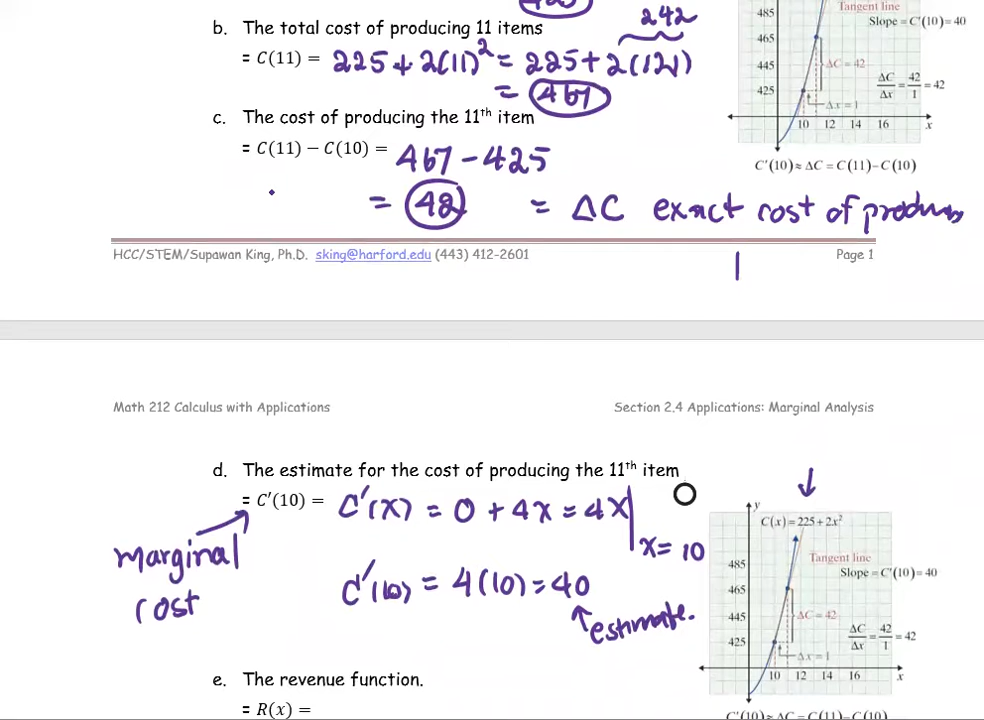 242
b. The total cost of producing 11 items
= C(11) = 225 + 2(11)² = 225 + 2(121)
= 467
c. The cost of producing the 11th item
= C(11) − C(10) = 467 - 425
= 42 = ΔC exact cost of
1
485
465
445
425
Tangent line
Slope = C'(10) = 40
ΔC = 42
ΔC/Δx = 42/1 = 42
Δx = 1
10 12 14 16 x
C'(10) ≈ ΔC = C(11) − C(10)
HCC/STEM/Supawan King, Ph.D. sking@harford.edu (443) 412-2601 Page 1
Math 212 Calculus with Applications Section 2.4 Applications: Marginal Analysis
d. The estimate for the cost of producing the 11th item
= C′(10) = C'(x) = 0 + 4x = 4x| x = 10
marginal
cost
C'(10) = 4(10) = 40
estimate.
y
C(x) = 225 + 2x²
485
465
445
425
Tangent line
Slope = C'(10) = 40
ΔC = 42
ΔC/Δx = 42/1 = 42
Δx = 1
10 12 14 16 x
C'(10) ≈ ΔC = C(11) − C(10)
e. The revenue function.
= R(x) =